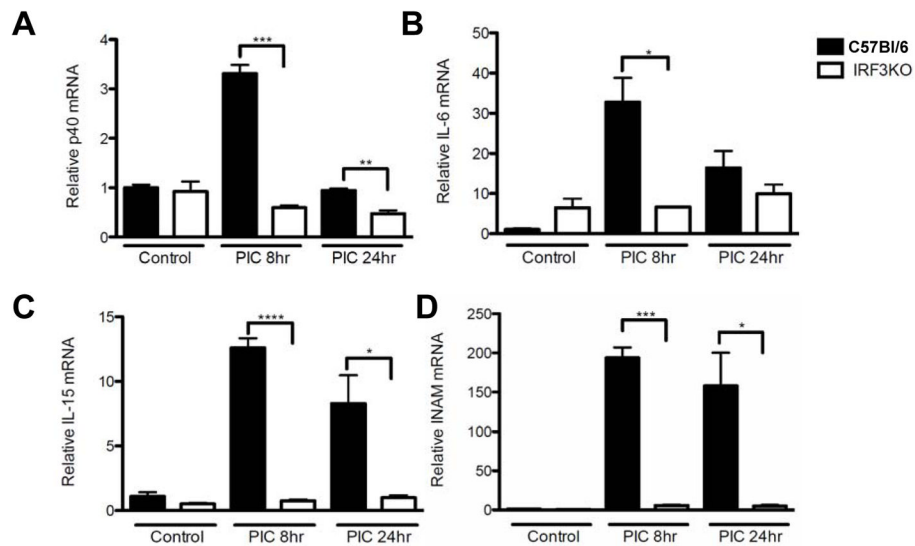 A
Relative p40 mRNA
4
3
2
1
0
***
**
Control PIC 8hr PIC 24hr
B
Relative IL-6 mRNA
50
40
30
20
10
0
*
Control PIC 8hr PIC 24hr
C57Bl/6
IRF3KO
C
Relative IL-15 mRNA
15
10
5
0
****
*
Control PIC 8hr PIC 24hr
D
Relative INAM mRNA
250
200
150
100
50
0
***
*
Control PIC 8hr PIC 24hr